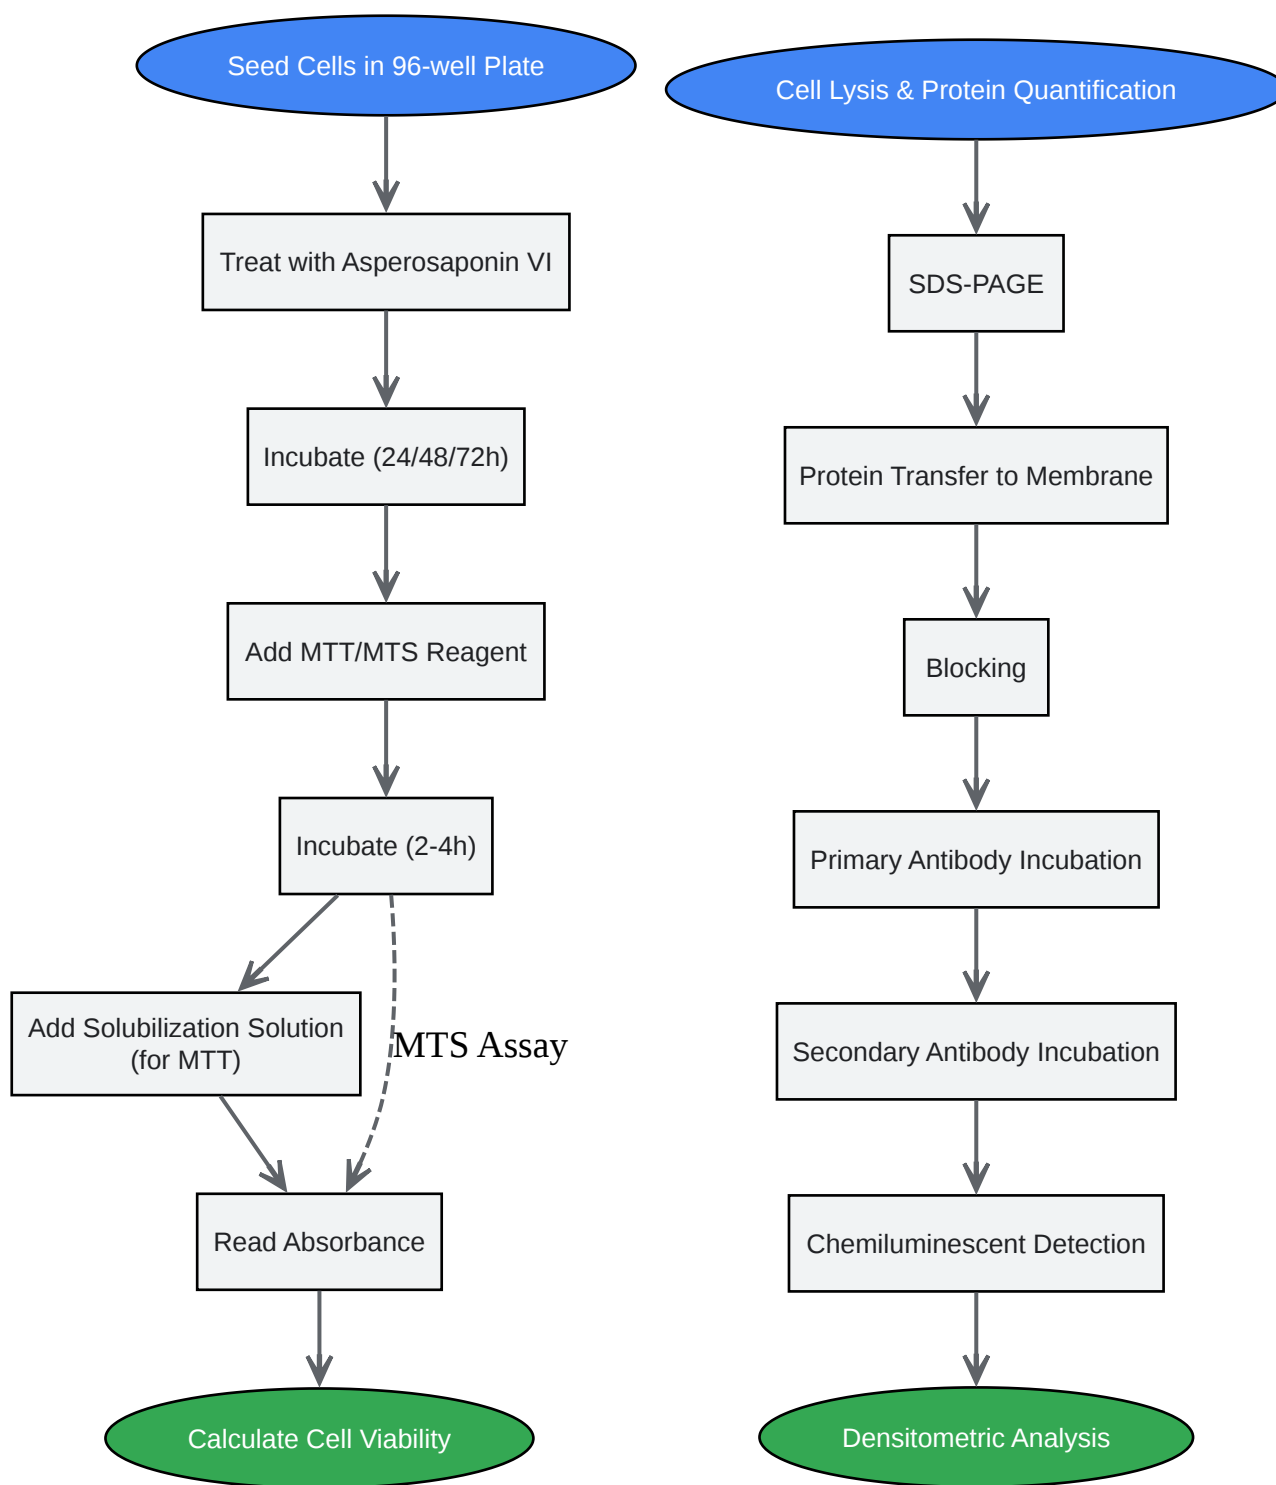 Seed Cells in 96-well Plate
Treat with Asperosaponin VI
Incubate (24/48/72h)
Add MTT/MTS Reagent
Incubate (2-4h)
Add Solubilization Solution
(for MTT)
MTS Assay
Read Absorbance
Calculate Cell Viability
Cell Lysis & Protein Quantification
SDS-PAGE
Protein Transfer to Membrane
Blocking
Primary Antibody Incubation
Secondary Antibody Incubation
Chemiluminescent Detection
Densitometric Analysis